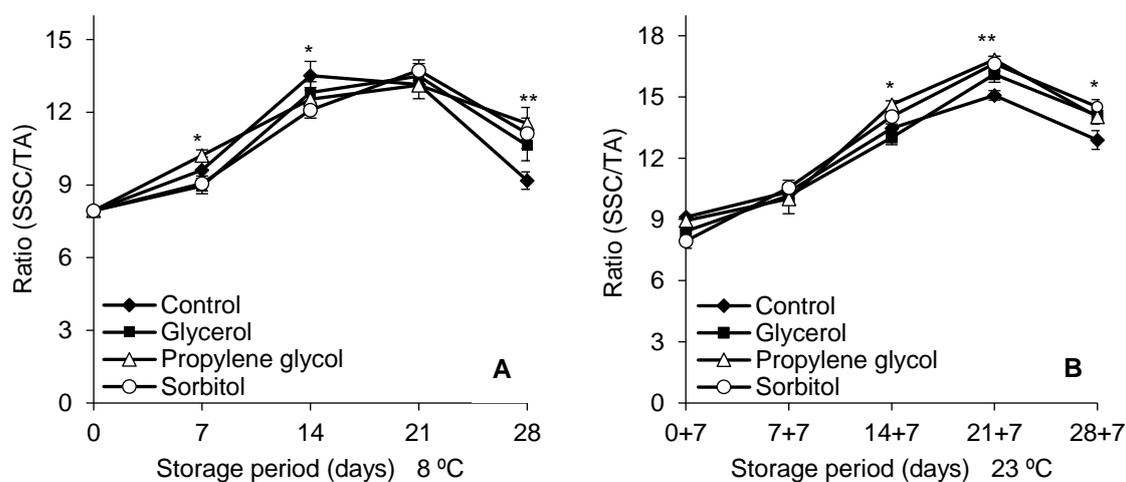 15
12
9
6
3
0
Ratio (SSC/TA)
*
*
**
Control
Glycerol
Propylene glycol
Sorbitol
A
0 7 14 21 28
Storage period (days) 8 ºC
18
15
12
9
6
3
0
Ratio (SSC/TA)
*
**
*
Control
Glycerol
Propylene glycol
Sorbitol
B
0+7 7+7 14+7 21+7 28+7
Storage period (days) 23 ºC